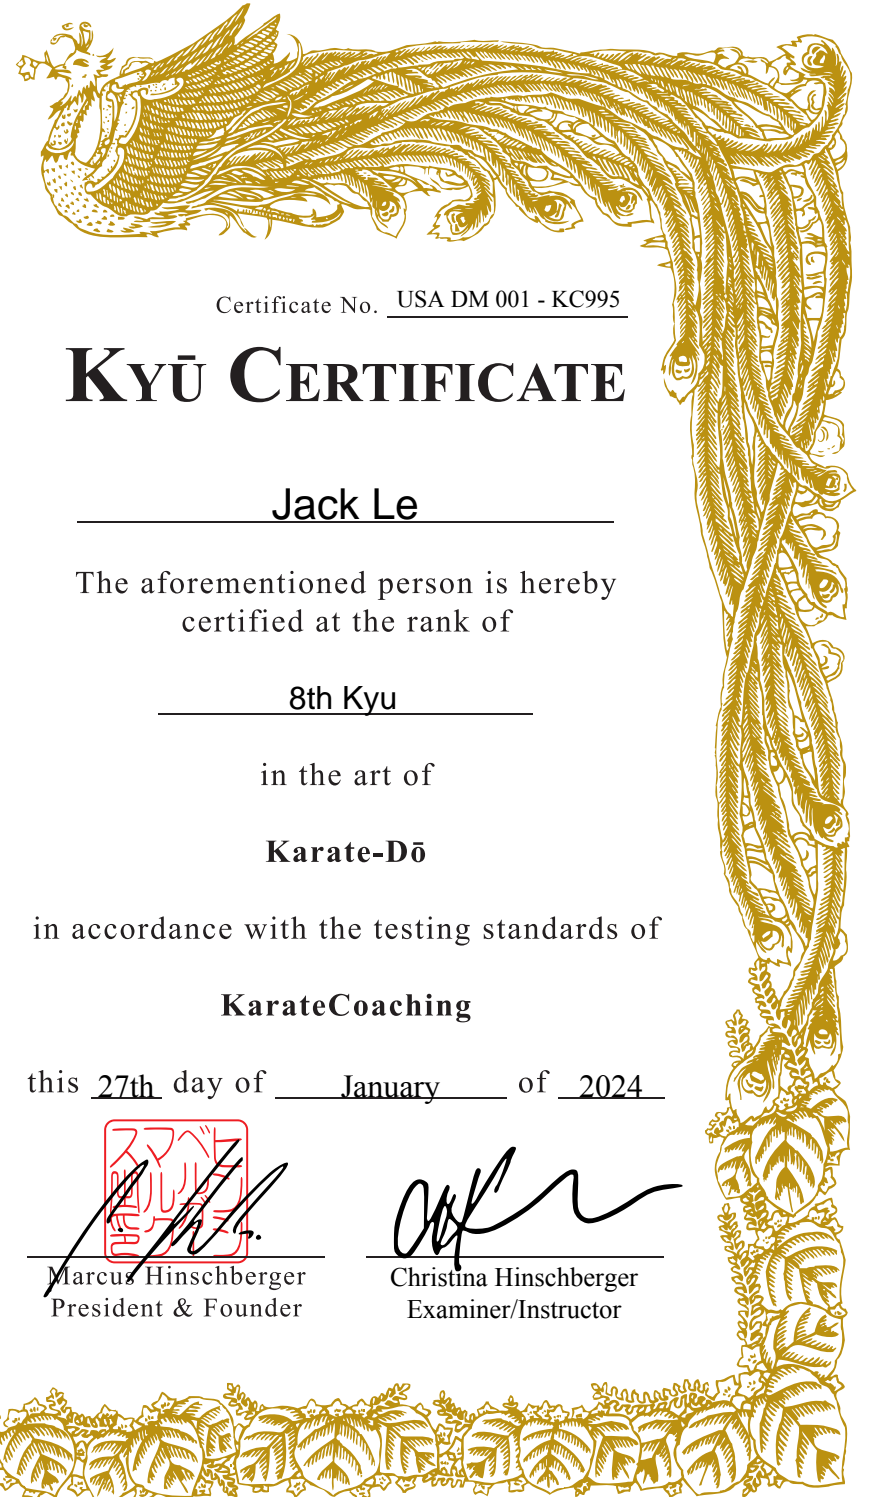 Certificate No. USA DM 001 - KC995
KYŪ CERTIFICATE
Jack Le
The aforementioned person is hereby
certified at the rank of
8th Kyu
in the art of
Karate-Dō
in accordance with the testing standards of
KarateCoaching
this 27th day of January of 2024
Marcus Hinschberger
President & Founder
Christina Hinschberger
Examiner/Instructor